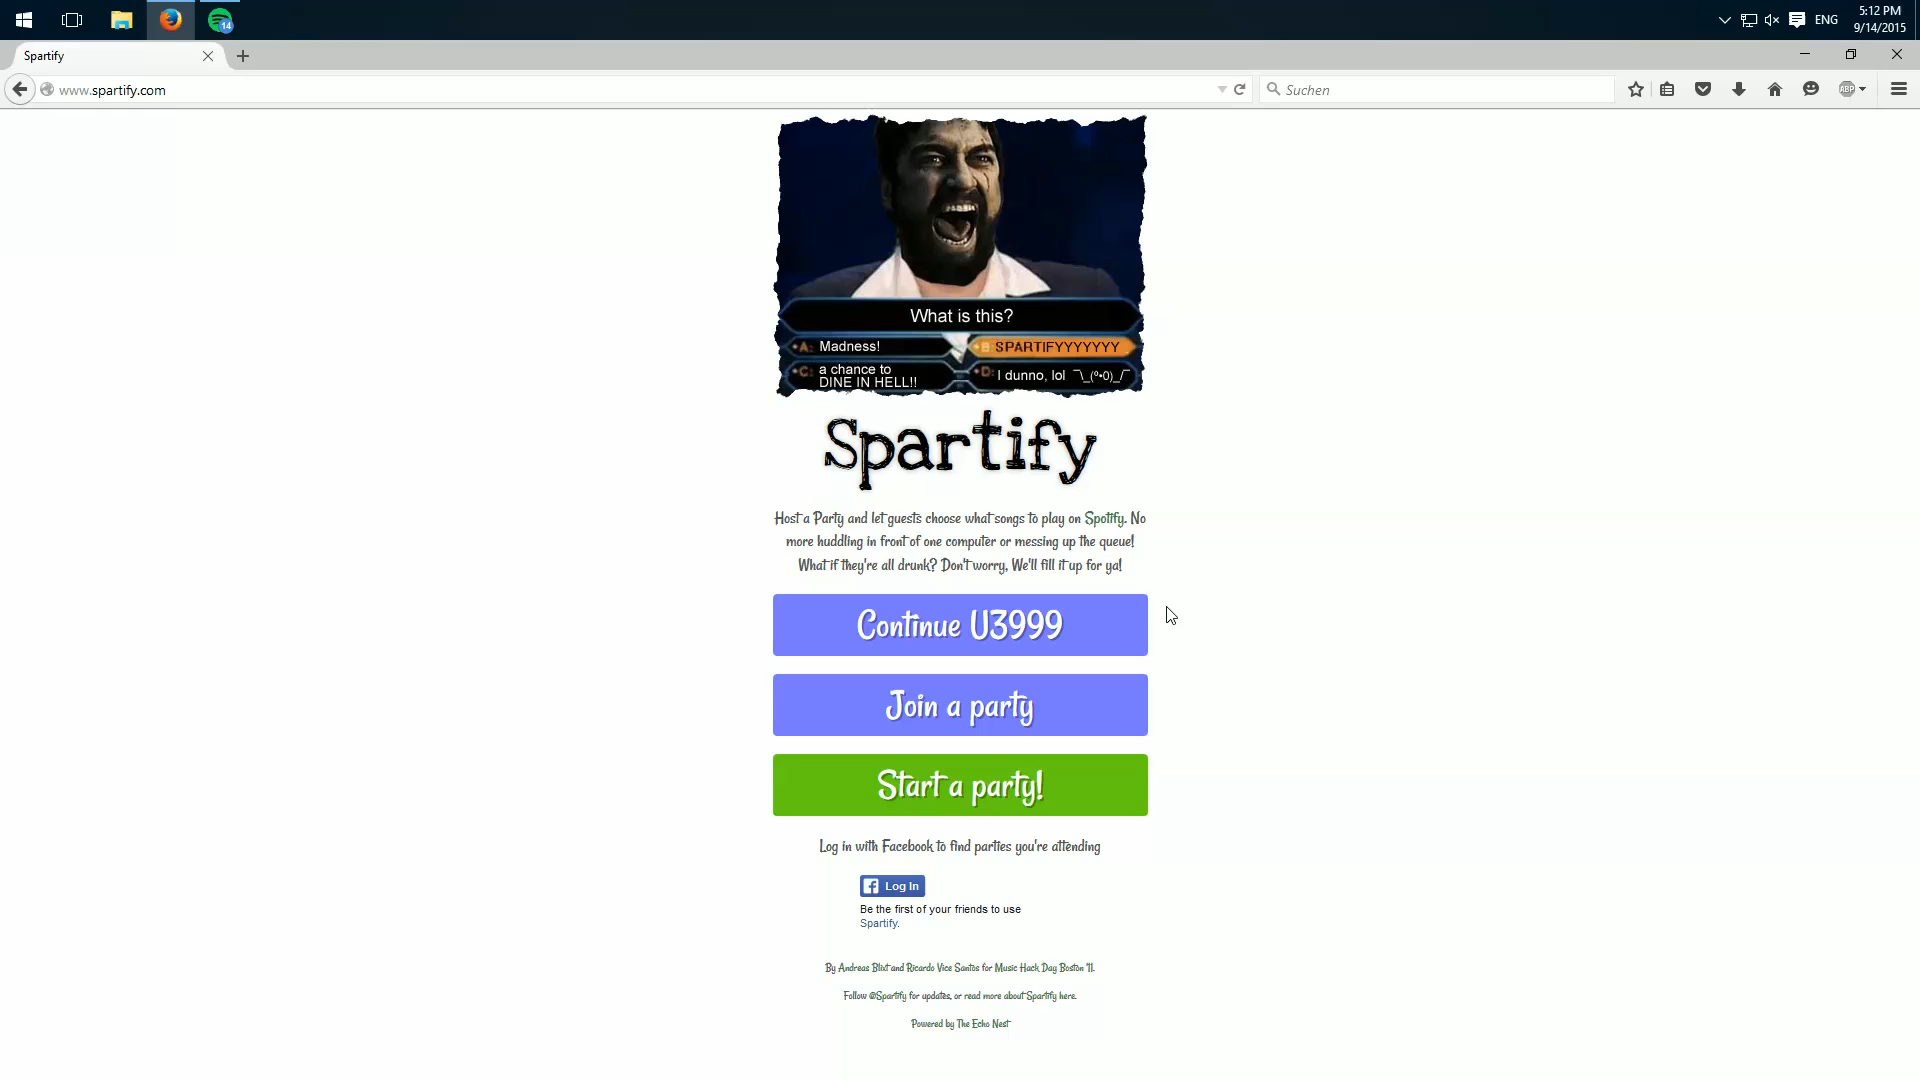 14
ENG
5:12 PM
9/14/2015
Spartify
www.spartify.com
Suchen
ABP
What is this?
A: Madness!
B: SPARTIFYYYYYYY
C: a chance to
DINE IN HELL!!
D: I dunno, lol ¯\_(º•0)_/¯
Spartify
Host a Party and let guests choose what songs to play on Spotify. No
more huddling in front of one computer or messing up the queue!
What if they're all drunk? Don't worry, We'll fill it up for ya!
Continue U3999
Join a party
Start a party!
Log in with Facebook to find parties you're attending
Log In
Be the first of your friends to use
Spartify.
By Andreas Blixt and Ricardo Vice Santos for Music Hack Day Boston '11.
Follow @Spartify for updates, or read more about Spartify here.
Powered by The Echo Nest